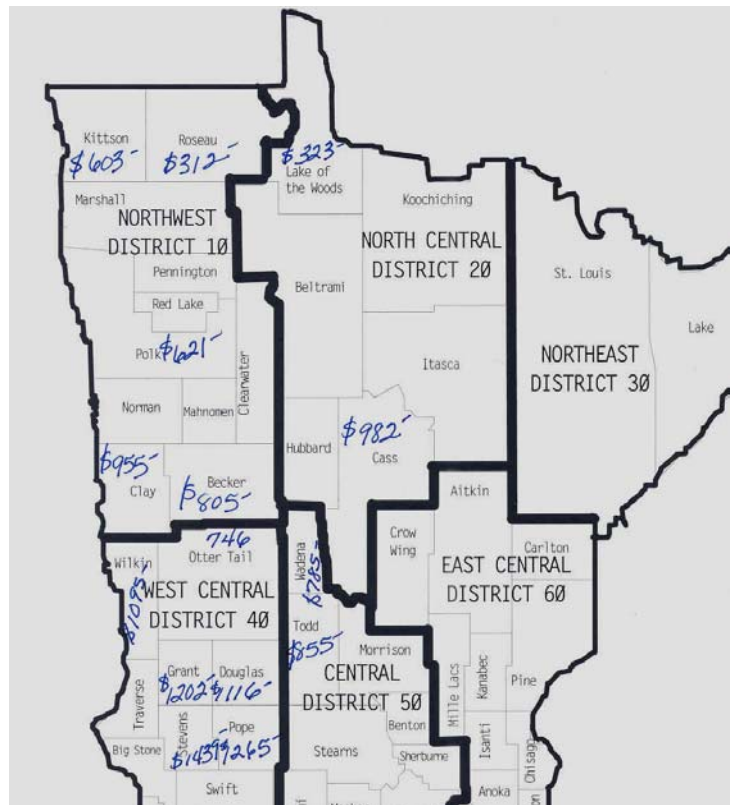 Kittson
$603-
Roseau
$312-
$323-
Lake of
the Woods
Koochiching
Marshall
NORTHWEST
DISTRICT 10
NORTH CENTRAL
DISTRICT 20
Pennington
Beltrami
St. Louis
Red Lake
Lake
Polk $621-
Clearwater
Itasca
NORTHEAST
DISTRICT 30
Norman
Mahnomen
$955-
Clay
Becker
$805-
Hubbard
$982-
Cass
Aitkin
746
Otter Tail
Wilkin
$1095-
Wadena
$785-
Crow
Wing
Carlton
WEST CENTRAL
DISTRICT 40
EAST CENTRAL
DISTRICT 60
Todd
$855-
Morrison
CENTRAL
DISTRICT 50
Mille Lacs
Kanabec
Pine
Traverse
Grant
$1202-
Douglas
$1116-
Benton
Big Stone
Stevens
Pope
1265-
Stearns
Sherburne
Isanti
Swift
Anoka